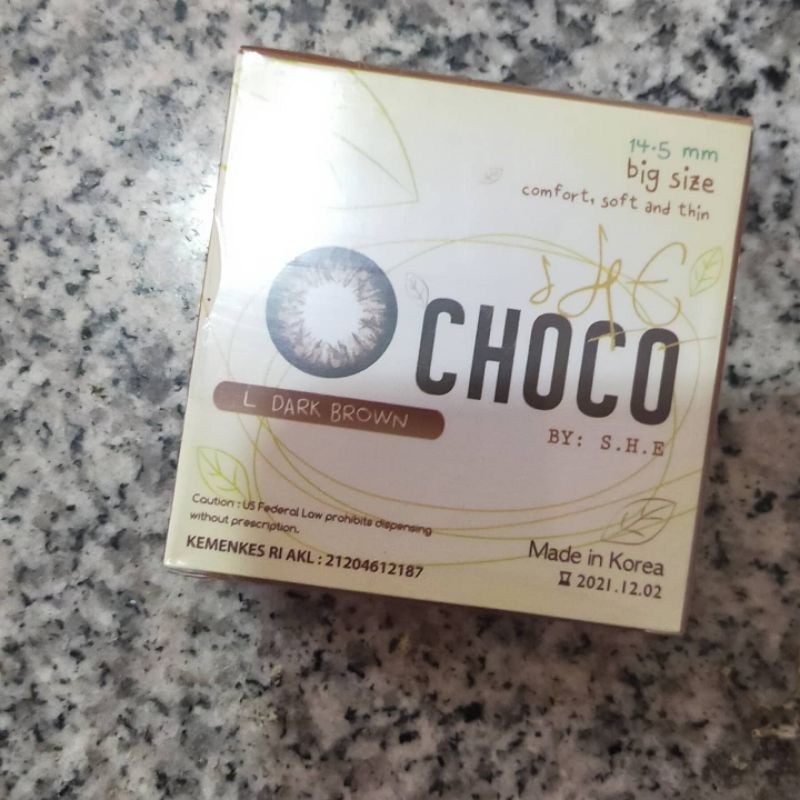 14.5 mm
big size
comfort, soft and thin
SHE
CHOCO
L DARK BROWN
BY: S.H.E
Caution : US Federal Low prohibits dispensing
without prescription.
KEMENKES RI AKL : 21204612187
Made in Korea
2021.12.02